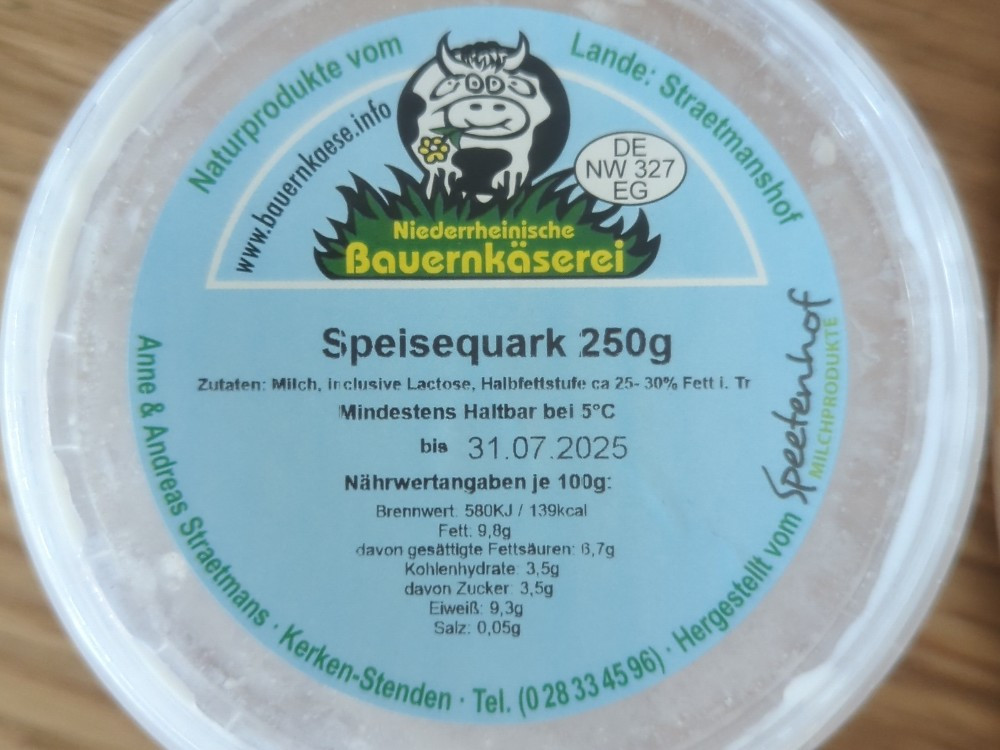 Naturprodukte vom Lande: Straetmanshof
www.bauernkaese.info
DE
NW 327
EG
Niederrheinische
Bauernkäserei
Speisequark 250g
Zutaten: Milch, inclusive Lactose, Halbfettstufe ca 25- 30% Fett i. Tr
Mindestens Haltbar bei 5°C
bis 31.07.2025
Nährwertangaben je 100g:
Brennwert: 580KJ / 139kcal
Fett: 9,8g
davon gesättigte Fettsäuren: 6,7g
Kohlenhydrate: 3,5g
davon Zucker: 3,5g
Eiweiß: 9,3g
Salz: 0,05g
Anne & Andreas Straetmans · Kerken-Stenden · Tel. (0 28 33 45 96) · Hergestellt vom
Speetenhof
MILCHPRODUKTE